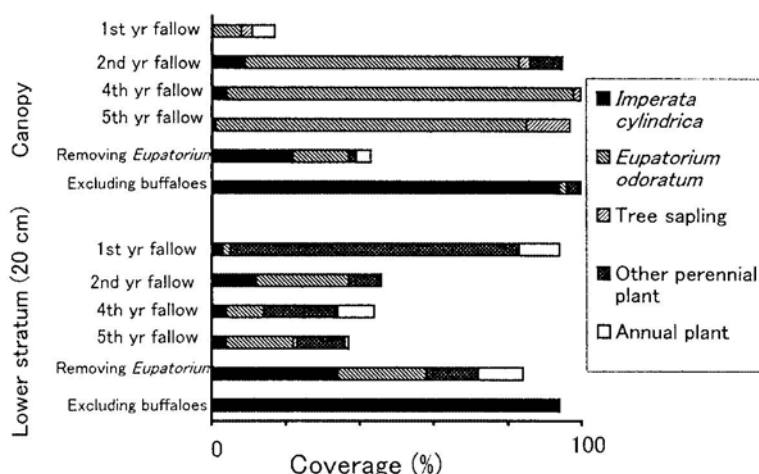 Canopy
1st yr fallow
2nd yr fallow
4th yr fallow
5th yr fallow
Removing Eupatoriun
Excluding buffaloes
Lower stratum (20 cm)
1st yr fallow
2nd yr fallow
4th yr fallow
5th yr fallow
Removing Eupatoriun
Excluding buffaloes
0
100
Coverage (%)
Imperata
cylindrica
Eupatorium
odoratum
Tree sapling
Other perennial
plant
Annual plant